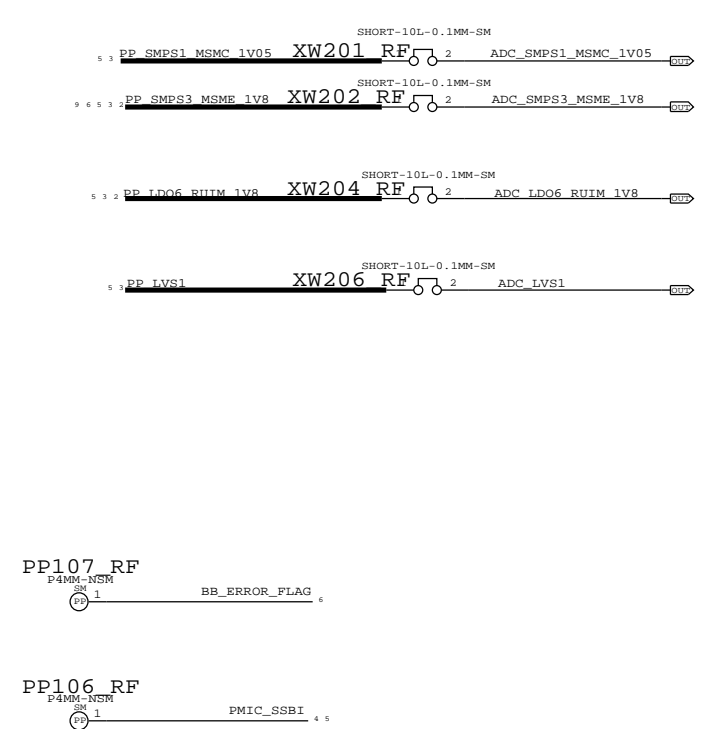 SHORT-10L-0.1MM-SM
5 3 PP_SMPS1_MSMC_1V05 XW201_RF 2 ADC_SMPS1_MSMC_1V05 OUT
SHORT-10L-0.1MM-SM
9 6 5 3 2 PP_SMPS3_MSME_1V8 XW202_RF 2 ADC_SMPS3_MSME_1V8 OUT
SHORT-10L-0.1MM-SM
5 3 2 PP_LDO6_RUIM_1V8 XW204_RF 2 ADC_LDO6_RUIM_1V8 OUT
SHORT-10L-0.1MM-SM
5 3 PP_LVS1 XW206_RF 2 ADC_LVS1 OUT
PP107_RF
P4MM-NSM
SM
PP 1 BB_ERROR_FLAG 6
PP106_RF
P4MM-NSM
SM
PP 1 PMIC_SSBI 4 5